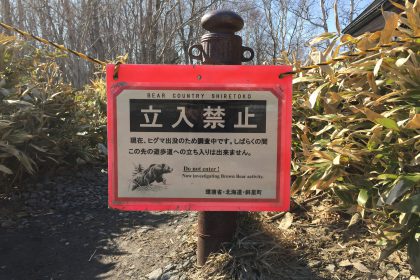 BEAR COUNTRY SHIRETOKO
立入禁止
現在、ヒグマ出没のため調査中です。しばらくの間
この先の遊歩道への立ち入りは出来ません。
Do not enter!
Now investigating Brown Bear activity.
環境省・北海道・斜里町